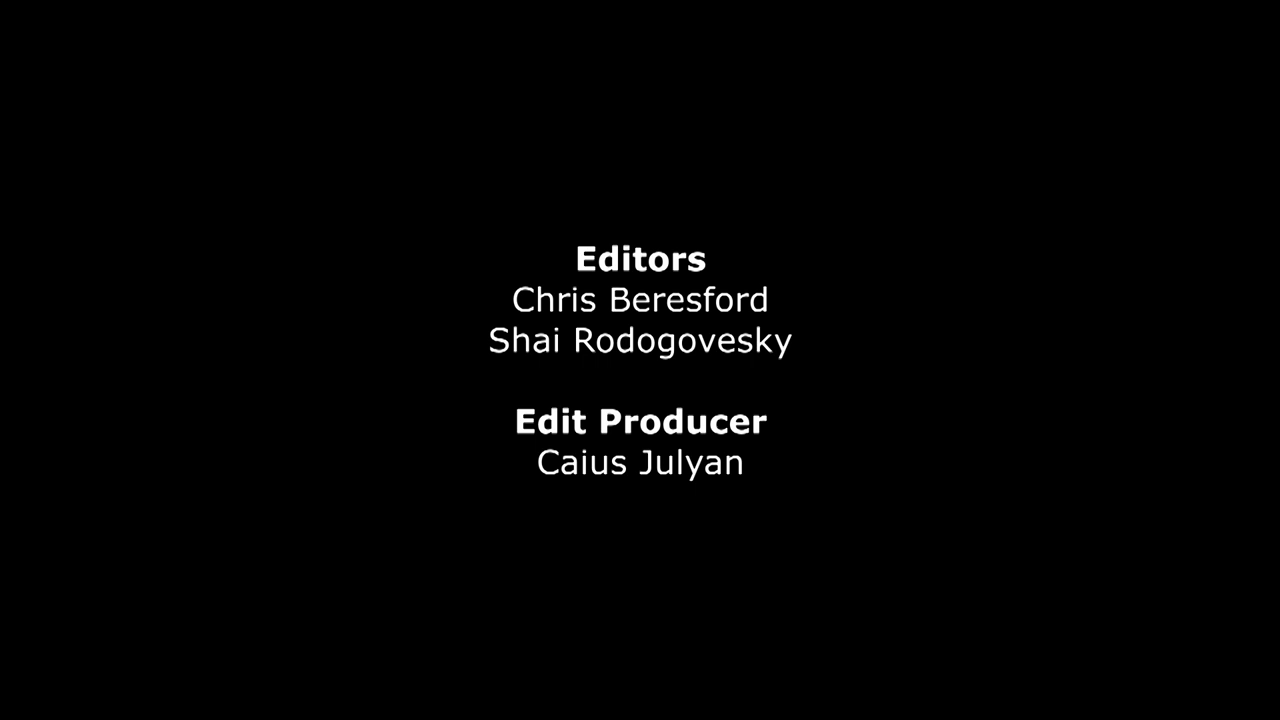 Editors
Chris Beresford
Shai Rodogovesky
Edit Producer
Caius Julyan